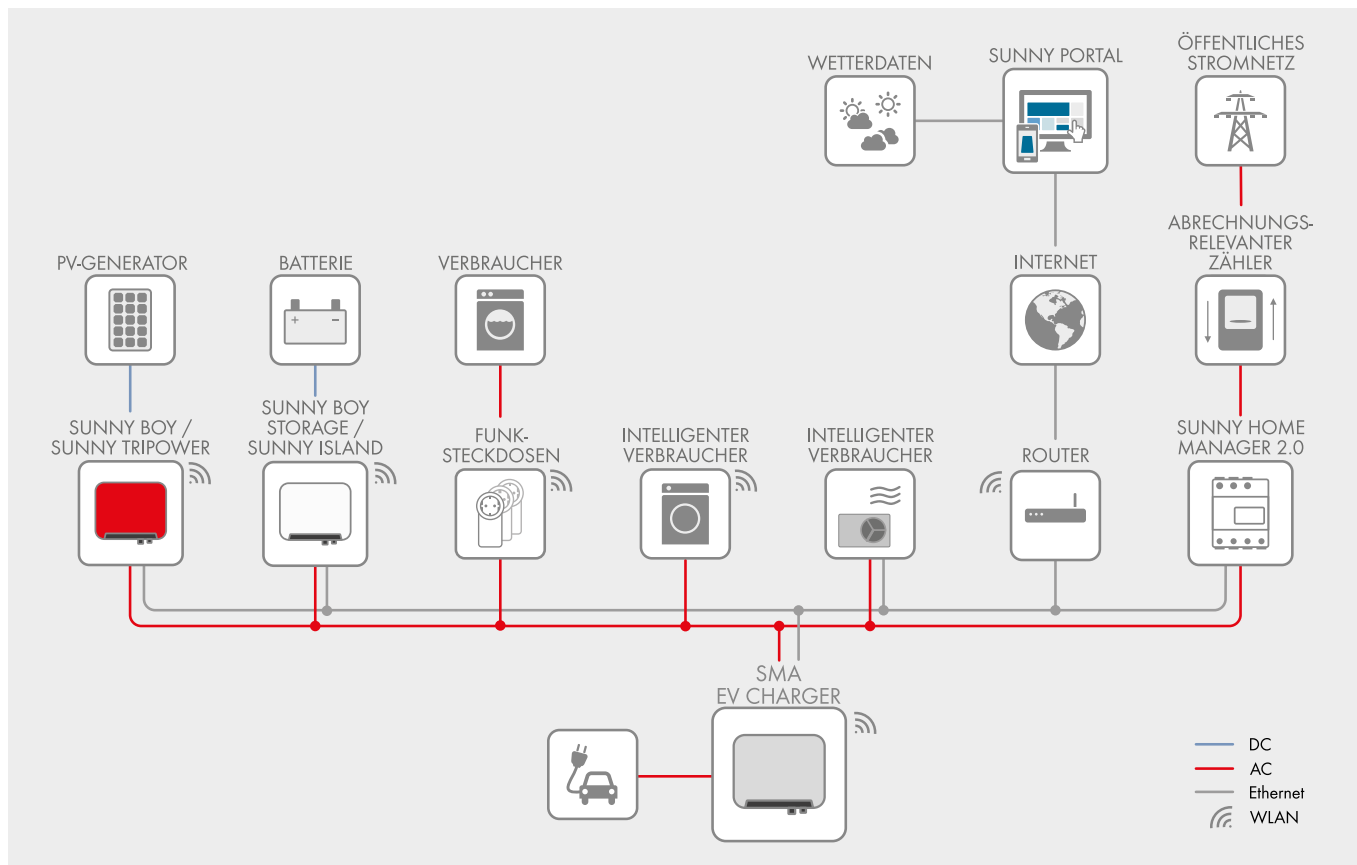 WETTERDATEN
SUNNY PORTAL
ÖFFENTLICHES
STROMNETZ
PV-GENERATOR
BATTERIE
VERBRAUCHER
INTERNET
ABRECHNUNGS-
RELEVANTER
ZÄHLER
+ −
SUNNY BOY /
SUNNY TRIPOWER
SUNNY BOY
STORAGE /
SUNNY ISLAND
FUNK-
STECKDOSEN
INTELLIGENTER
VERBRAUCHER
INTELLIGENTER
VERBRAUCHER
ROUTER
SUNNY HOME
MANAGER 2.0
SMA
EV CHARGER
DC
AC
Ethernet
WLAN